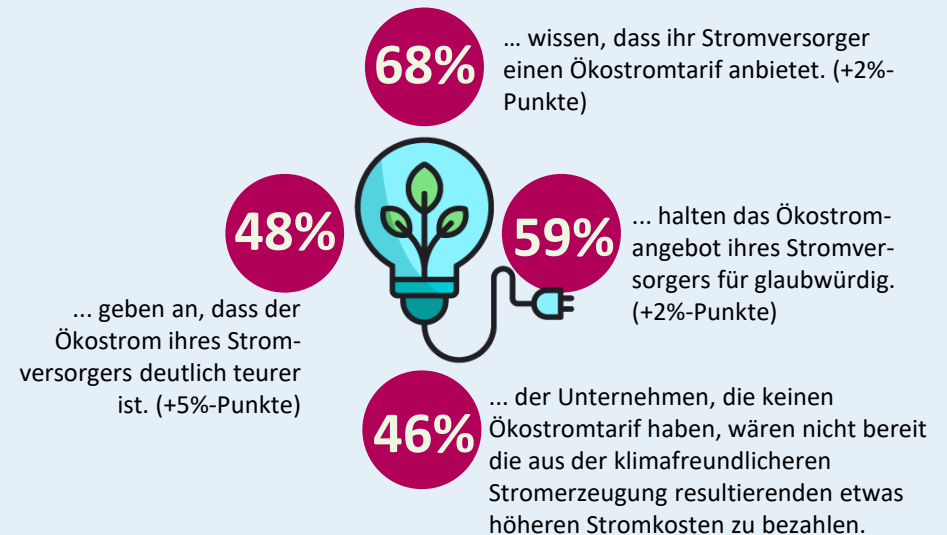 68%
... wissen, dass ihr Stromversorger
einen Ökostromtarif anbietet. (+2%-
Punkte)
48%
... geben an, dass der
Ökostrom ihres Strom-
versorgers deutlich teurer
ist. (+5%-Punkte)
59%
... halten das Ökostrom-
angebot ihres Stromver-
sorgers für glaubwürdig.
(+2%-Punkte)
46%
... der Unternehmen, die keinen
Ökostromtarif haben, wären nicht bereit
die aus der klimafreundlicheren
Stromerzeugung resultierenden etwas
höheren Stromkosten zu bezahlen.